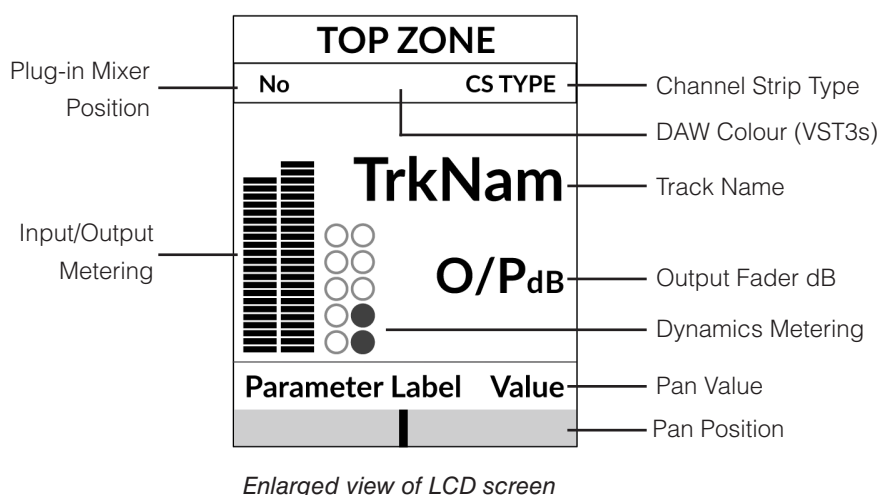 TOP ZONE
No CS TYPE
Plug-in Mixer
Position
Channel Strip Type
DAW Colour (VST3s)
TrkNam
Track Name
Input/Output
Metering
O/PdB
Output Fader dB
Dynamics Metering
Parameter Label Value
Pan Value
Pan Position
Enlarged view of LCD screen